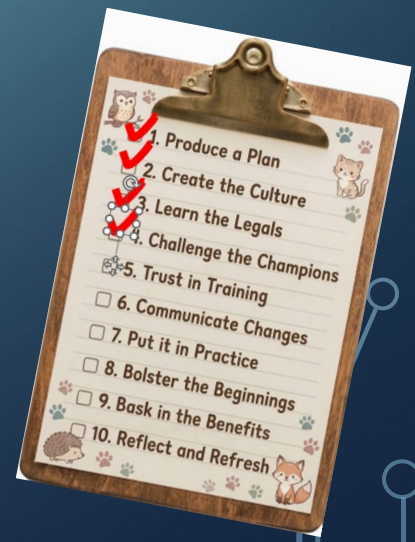 1. Produce a Plan
2. Create the Culture
3. Learn the Legals
4. Challenge the Champions
5. Trust in Training
6. Communicate Changes
7. Put it in Practice
8. Bolster the Beginnings
9. Bask in the Benefits
10. Reflect and Refresh